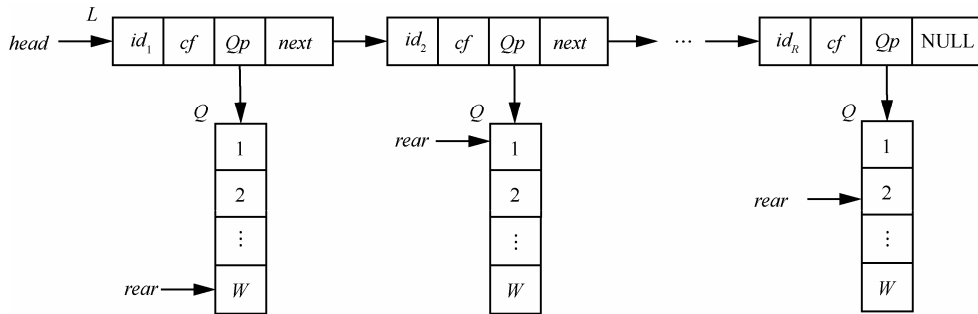 L
head id₁ cf Qp next id₂ cf Qp next ... id_R cf Qp NULL
Q Q Q
1 rear 1 1
2 2 rear 2
⋮ ⋮ ⋮
rear W W W